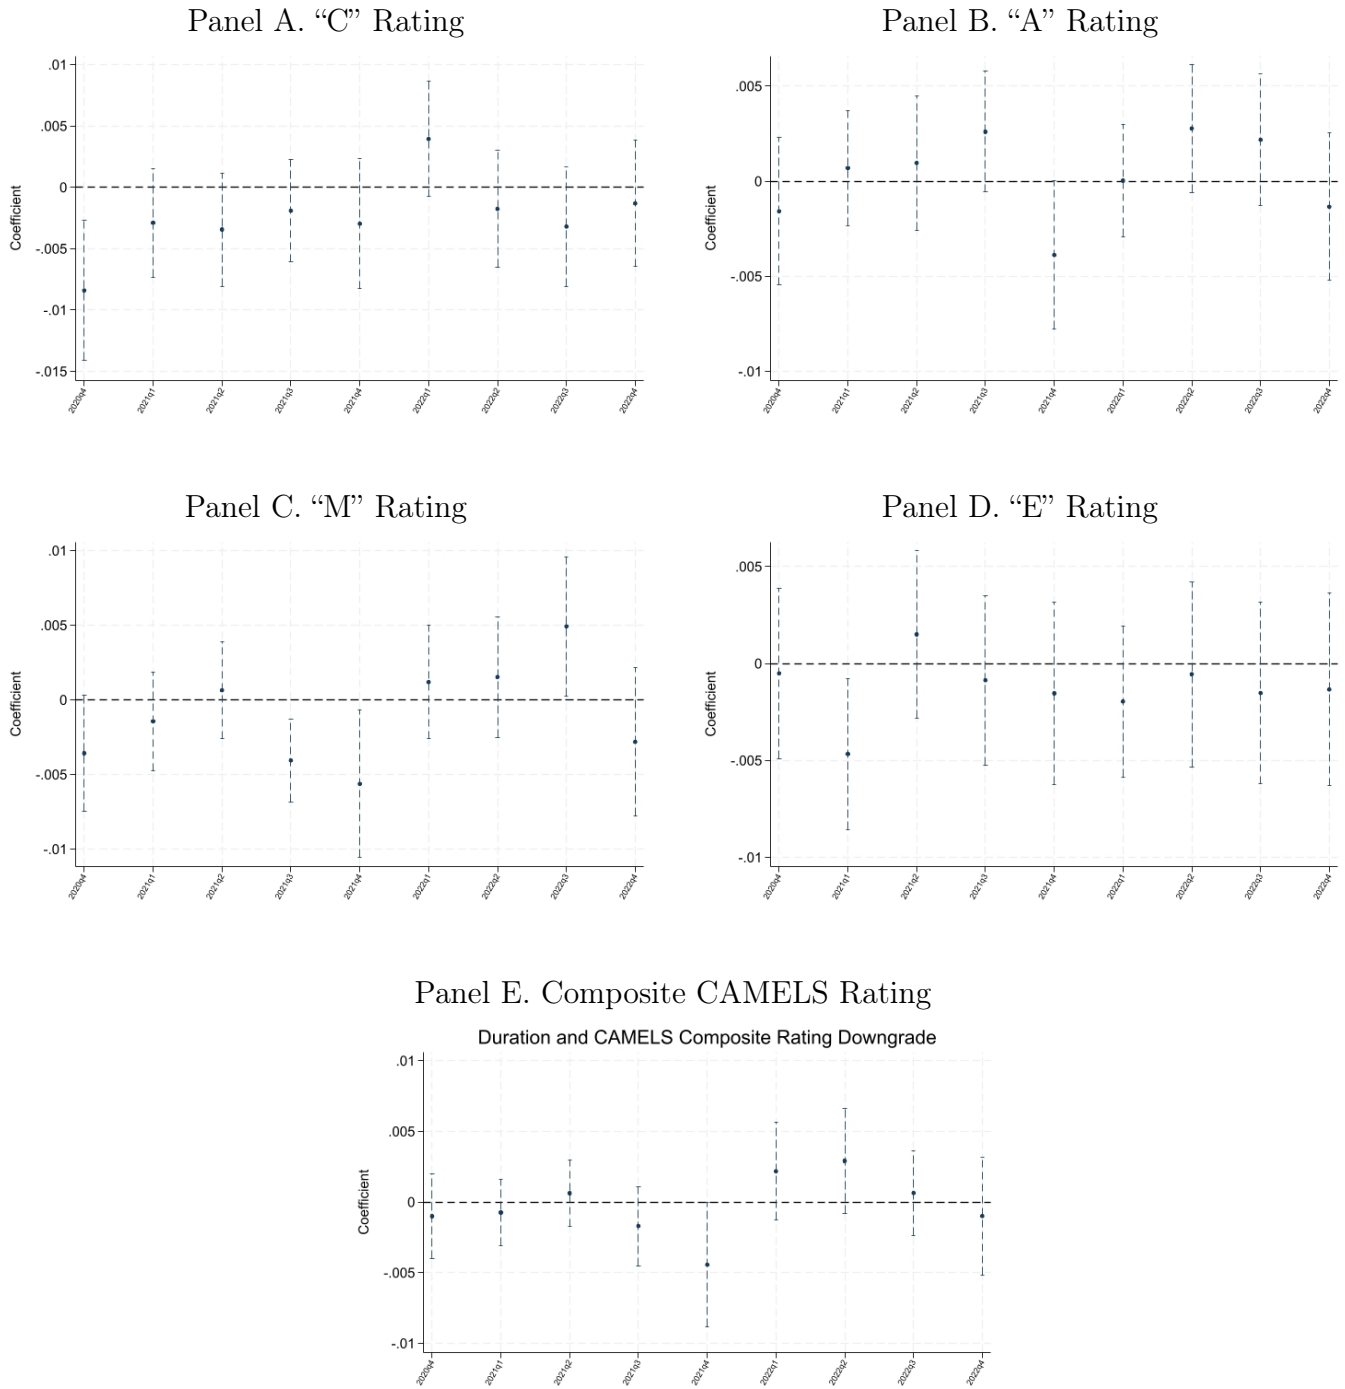 Panel A. “C” Rating
.01
.005
0
-.005
-.01
-.015
Coefficient
2020q4
2021q1
2021q2
2021q3
2021q4
2022q1
2022q2
2022q3
2022q4
Panel B. “A” Rating
.005
0
-.005
-.01
Coefficient
2020q4
2021q1
2021q2
2021q3
2021q4
2022q1
2022q2
2022q3
2022q4
Panel C. “M” Rating
.01
.005
0
-.005
-.01
Coefficient
2020q4
2021q1
2021q2
2021q3
2021q4
2022q1
2022q2
2022q3
2022q4
Panel D. “E” Rating
.005
0
-.005
-.01
Coefficient
2020q4
2021q1
2021q2
2021q3
2021q4
2022q1
2022q2
2022q3
2022q4
Panel E. Composite CAMELS Rating
Duration and CAMELS Composite Rating Downgrade
.01
.005
0
-.005
-.01
Coefficient
2020q4
2021q1
2021q2
2021q3
2021q4
2022q1
2022q2
2022q3
2022q4